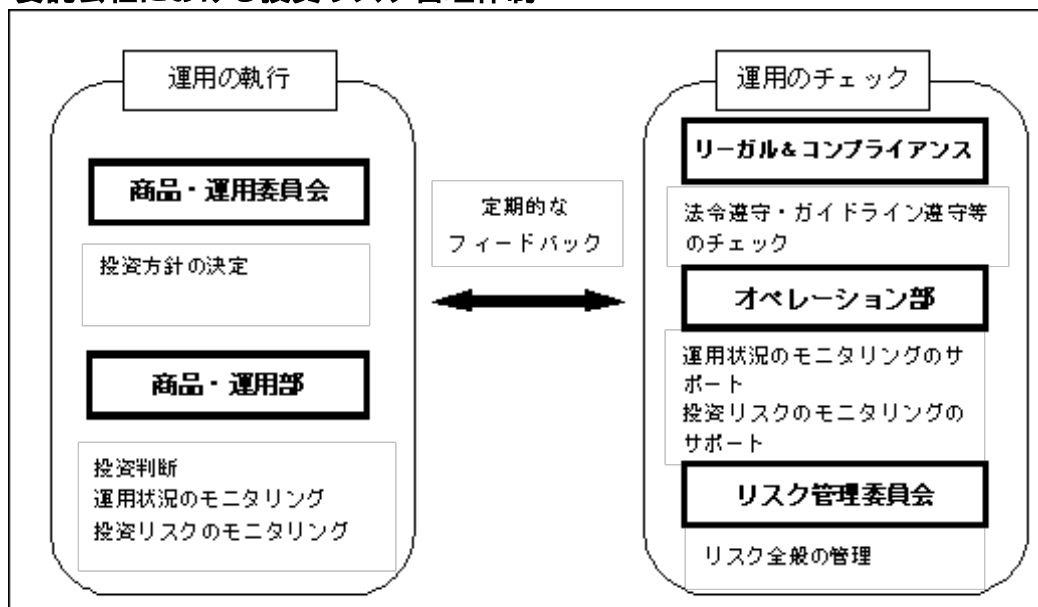 委託会社における投資リスク管理体制
運用の執行
商品・運用委員会
投資方針の決定
商品・運用部
投資判断
運用状況のモニタリング
投資リスクのモニタリング
定期的な
フィードバック
運用のチェック
リーガル&コンプライアンス
法令遵守・ガイドライン遵守等
のチェック
オペレーション部
運用状況のモニタリングのサ
ポート
投資リスクのモニタリングの
サポート
リスク管理委員会
リスク全般の管理